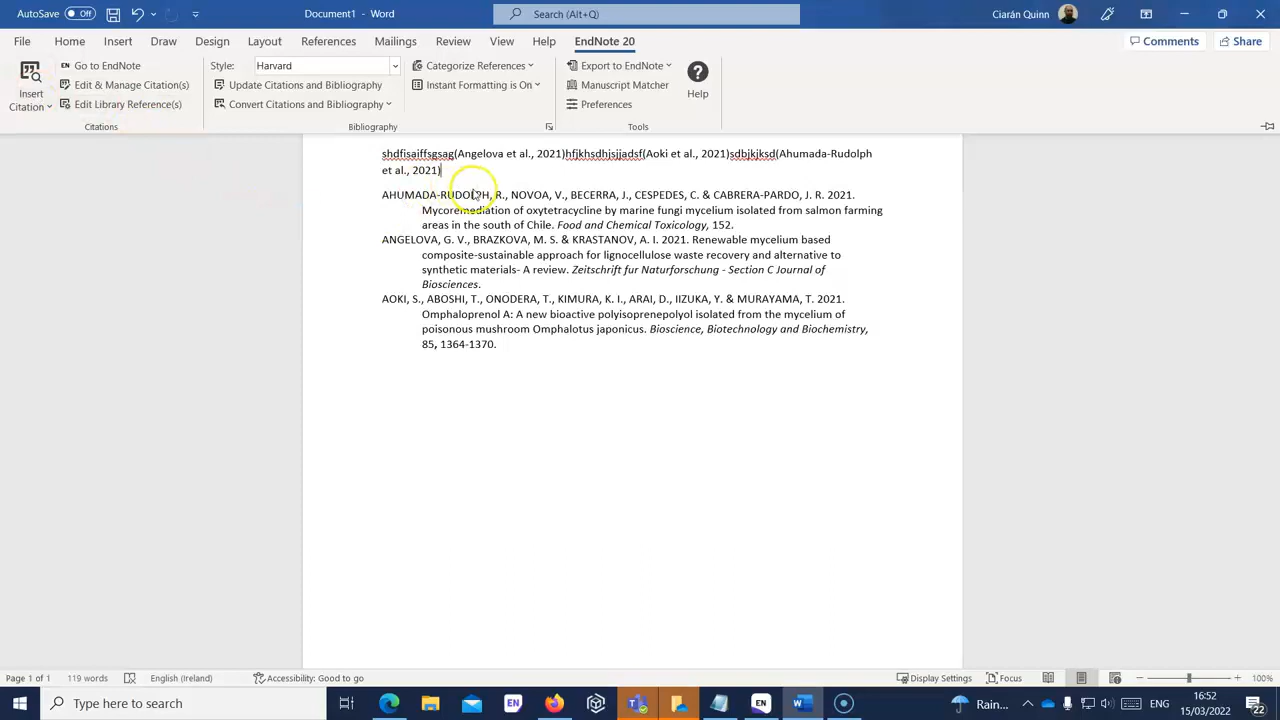 AutoSave Off Document1 - Word Search (Alt+Q) Ciarán Quinn
File Home Insert Draw Design Layout References Mailings Review View Help EndNote 20 Comments Share
Insert Citation
Go to EndNote
Edit & Manage Citation(s)
Edit Library Reference(s)
Citations
Style: Harvard
Update Citations and Bibliography
Convert Citations and Bibliography
Categorize References
Instant Formatting is On
Bibliography
Export to EndNote
Manuscript Matcher
Preferences
Help
Tools
shdfisaiffsgsag(Angelova et al., 2021)hfjkhsdhjsjjadsf(Aoki et al., 2021)sdbjkjksd(Ahumada-Rudolph
et al., 2021)
AHUMADA-RUDOLPH, R., NOVOA, V., BECERRA, J., CESPEDES, C. & CABRERA-PARDO, J. R. 2021.
Mycoremediation of oxytetracycline by marine fungi mycelium isolated from salmon farming
areas in the south of Chile. Food and Chemical Toxicology, 152.
ANGELOVA, G. V., BRAZKOVA, M. S. & KRASTANOV, A. I. 2021. Renewable mycelium based
composite-sustainable approach for lignocellulose waste recovery and alternative to
synthetic materials- A review. Zeitschrift fur Naturforschung - Section C Journal of
Biosciences.
AOKI, S., ABOSHI, T., ONODERA, T., KIMURA, K. I., ARAI, D., IIZUKA, Y. & MURAYAMA, T. 2021.
Omphaloprenol A: A new bioactive polyisoprenepolyol isolated from the mycelium of
poisonous mushroom Omphalotus japonicus. Bioscience, Biotechnology and Biochemistry,
85, 1364-1370.
Page 1 of 1 119 words English (Ireland) Accessibility: Good to go Display Settings Focus 100%
Type here to search Rain... 16:52
15/03/2022 22